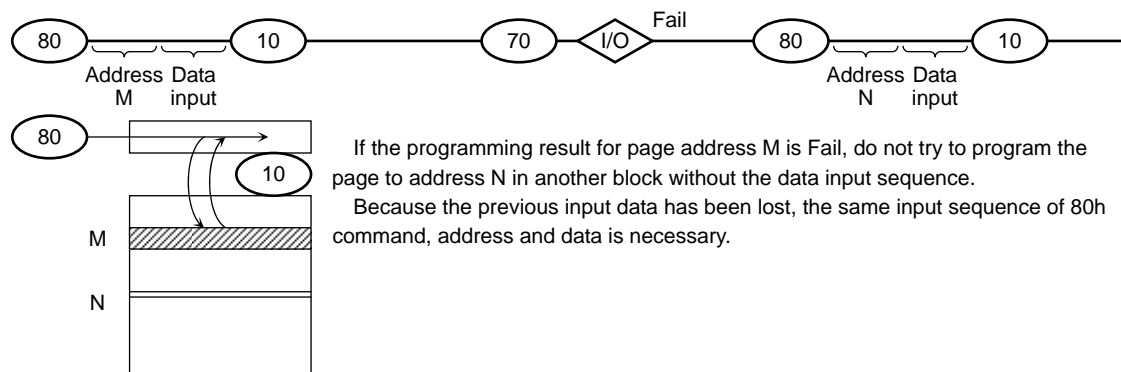 Fail
80 10 70 I/O 80 10
Address Data Address Data
M input N input
80
If the programming result for page address M is Fail, do not try to program the
10
page to address N in another block without the data input sequence.
Because the previous input data has been lost, the same input sequence of 80h
M
command, address and data is necessary.
N